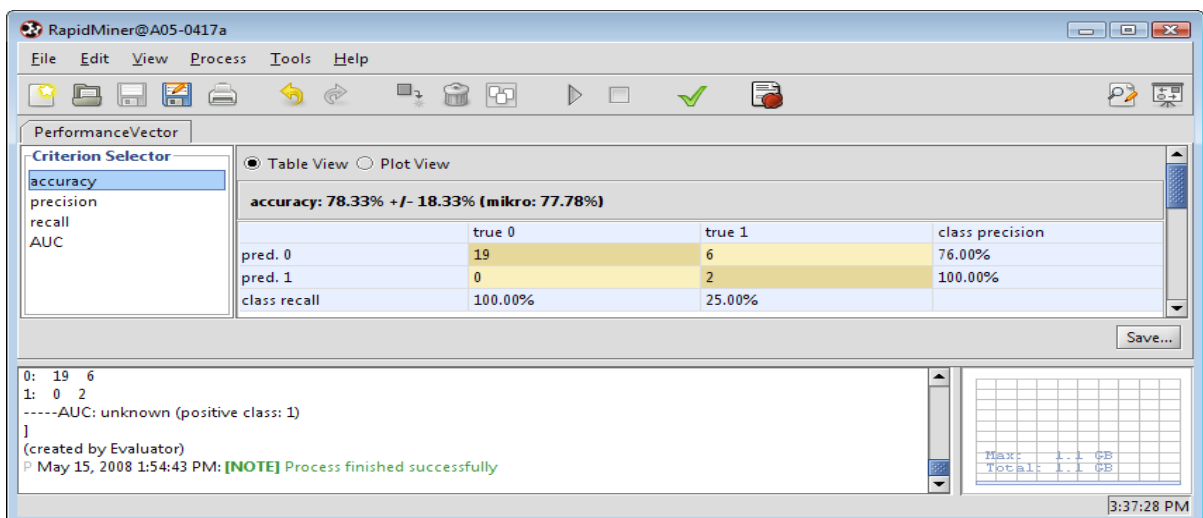 RapidMiner@A05-0417a
File Edit View Process Tools Help
PerformanceVector
Criterion Selector
accuracy
precision
recall
AUC
Table View Plot View
accuracy: 78.33% +/- 18.33% (mikro: 77.78%)
true 0 true 1 class precision
pred. 0 19 6 76.00%
pred. 1 0 2 100.00%
class recall 100.00% 25.00%
Save...
0: 19 6
1: 0 2
-----AUC: unknown (positive class: 1)
]
(created by Evaluator)
P May 15, 2008 1:54:43 PM: [NOTE] Process finished successfully
Max: 1.1 GB
Total: 1.1 GB
3:37:28 PM